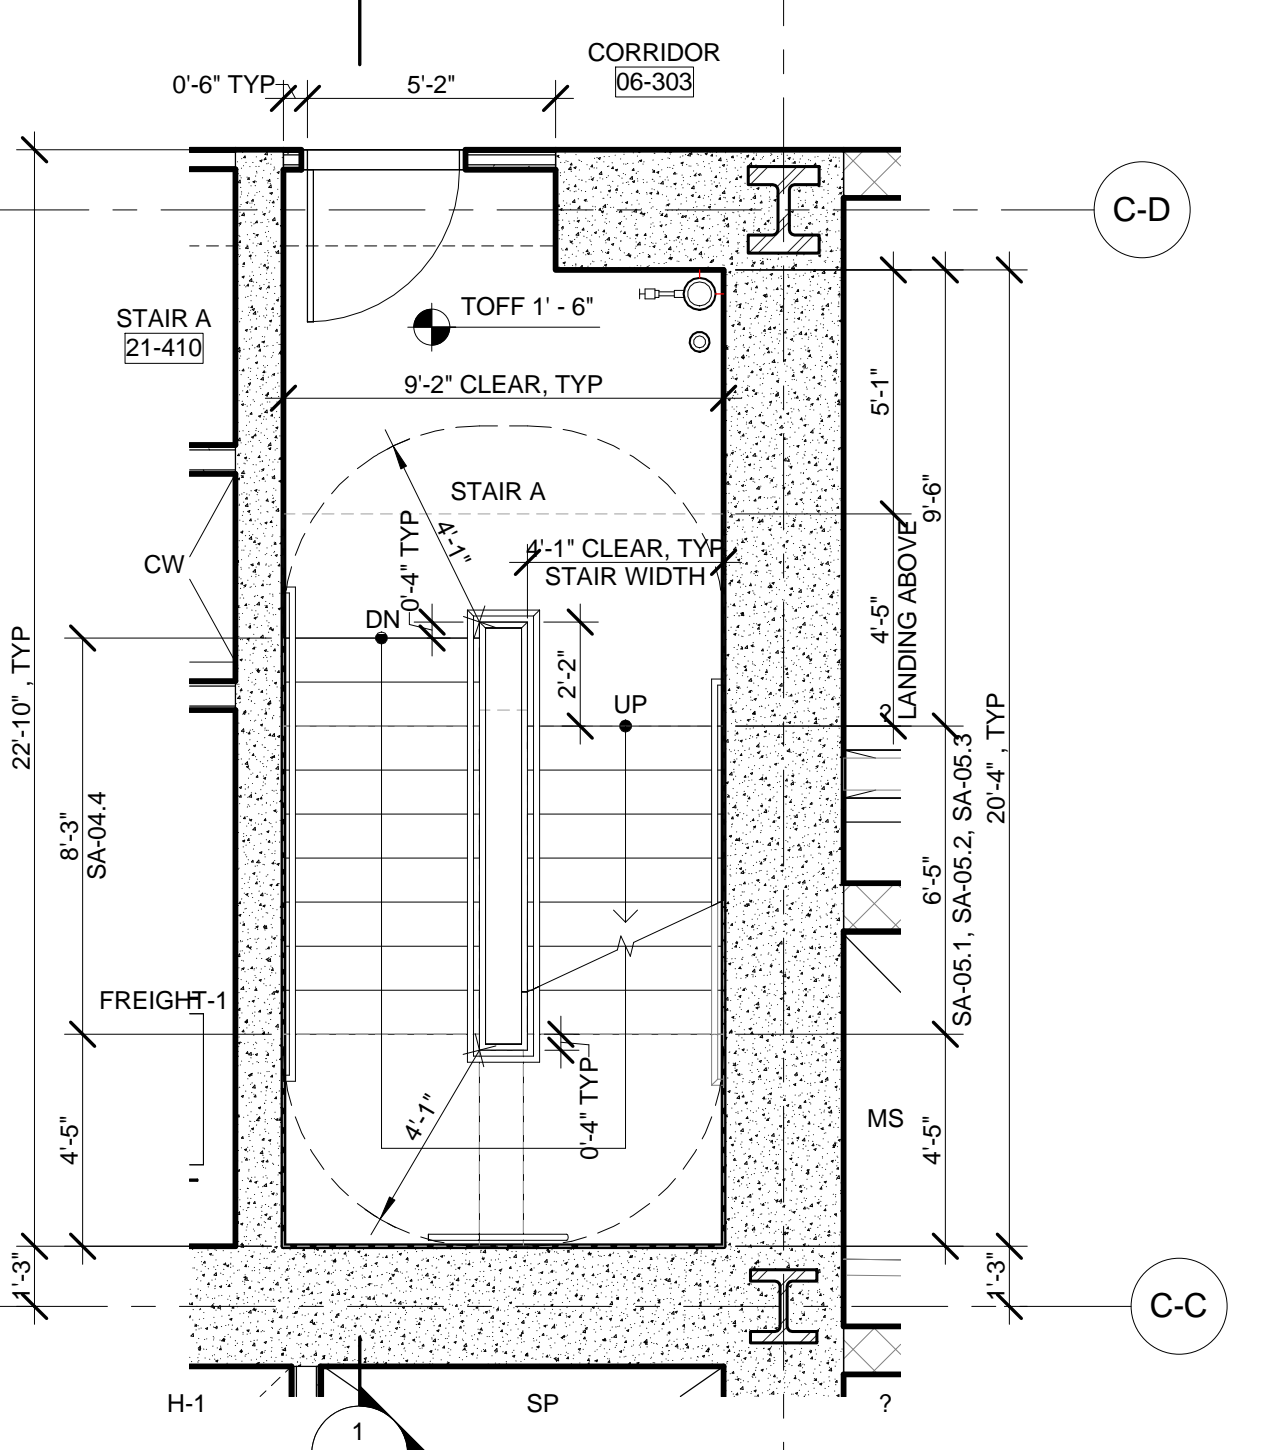 CORRIDOR
06-303
0'-6" TYP
5'-2"
C-D
STAIR A
21-410
TOFF 1' - 6"
9'-2" CLEAR, TYP
5'-1"
9'-6"
STAIR A
4'-1"
0'-4" TYP
4'-1" CLEAR, TYP
STAIR WIDTH
CW
DN
UP
2'-2"
4'-5"
LANDING ABOVE
?
22'-10" , TYP
8'-3"
SA-04.4
6'-5"
SA-05.1, SA-05.2, SA-05.3
20'-4" , TYP
FREIGHT-1
4'-5"
4'-1"
0'-4" TYP
MS
4'-5"
1'-3"
1'-3"
C-C
H-1
SP
?
1